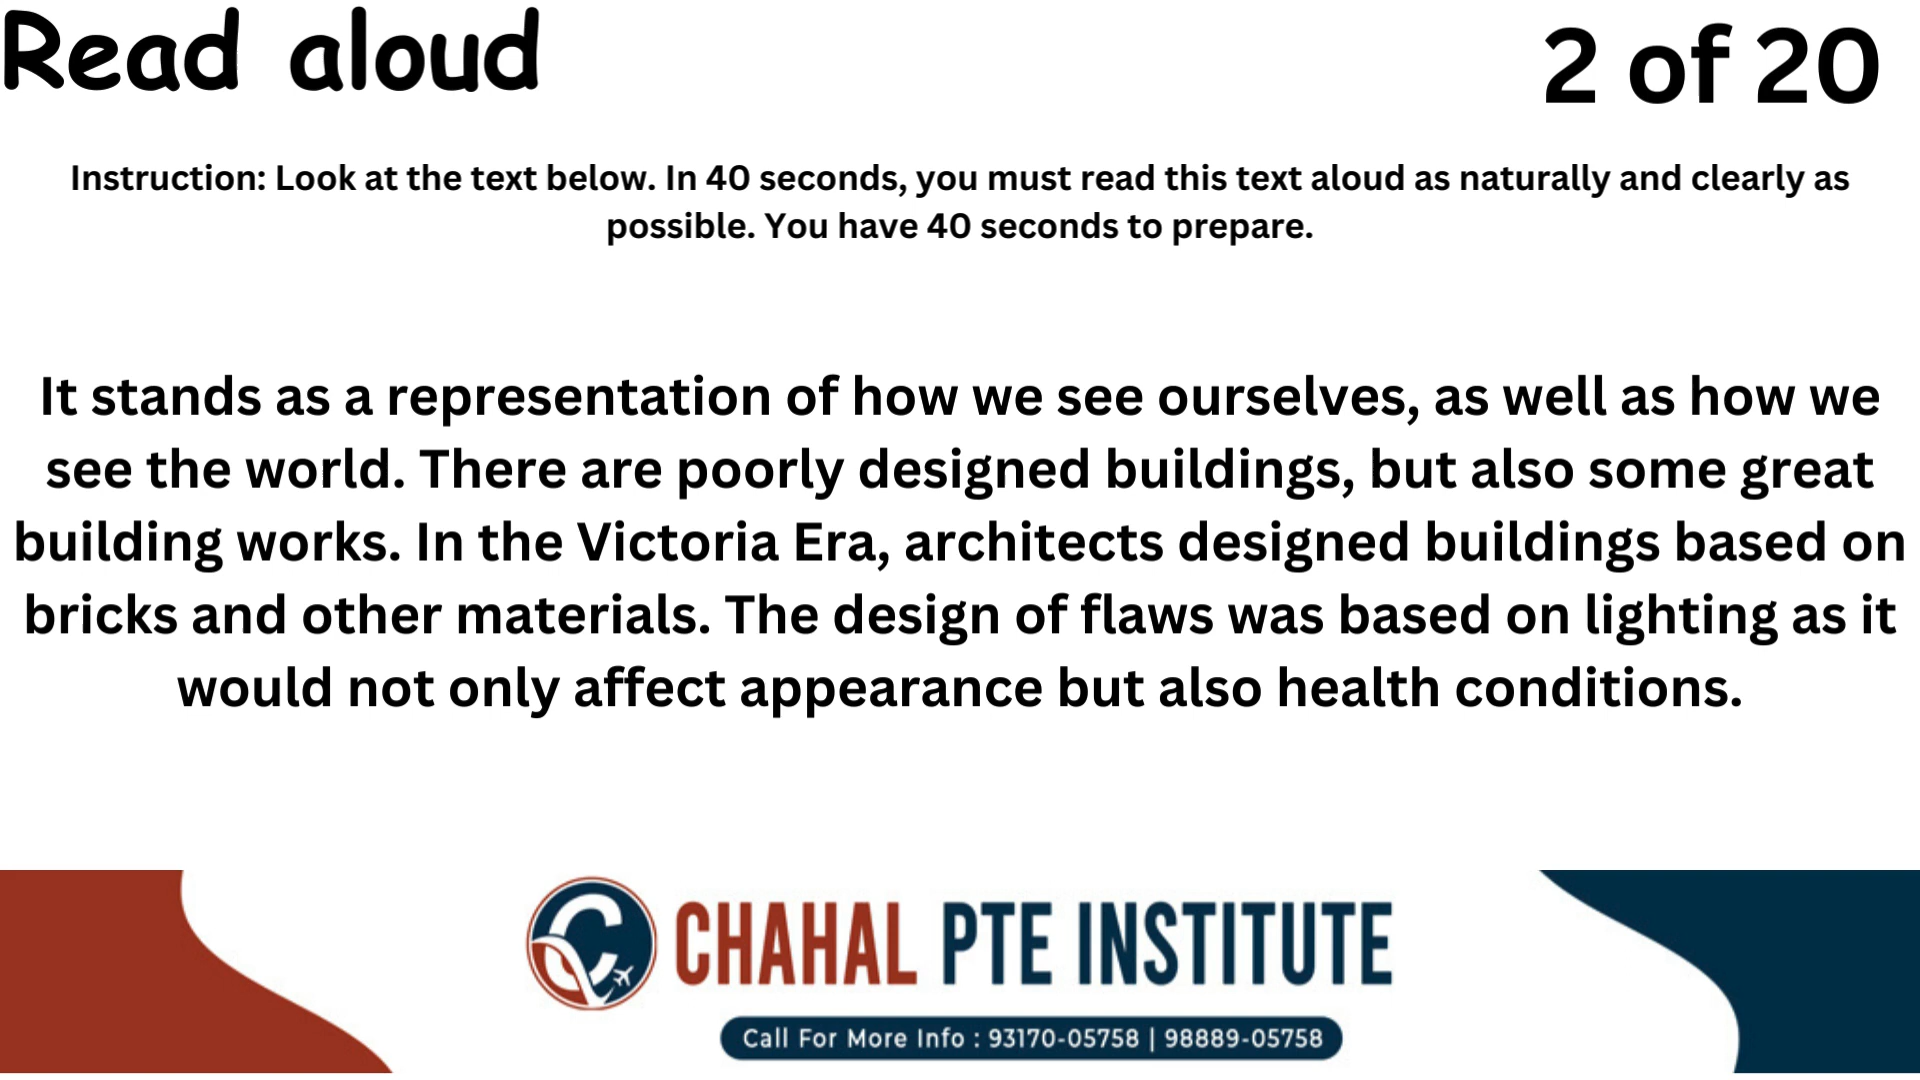 Read aloud
2 of 20
Instruction: Look at the text below. In 40 seconds, you must read this text aloud as naturally and clearly as
possible. You have 40 seconds to prepare.
It stands as a representation of how we see ourselves, as well as how we
see the world. There are poorly designed buildings, but also some great
building works. In the Victoria Era, architects designed buildings based on
bricks and other materials. The design of flaws was based on lighting as it
would not only affect appearance but also health conditions.
CHAHAL PTE INSTITUTE
Call For More Info : 93170-05758 | 98889-05758